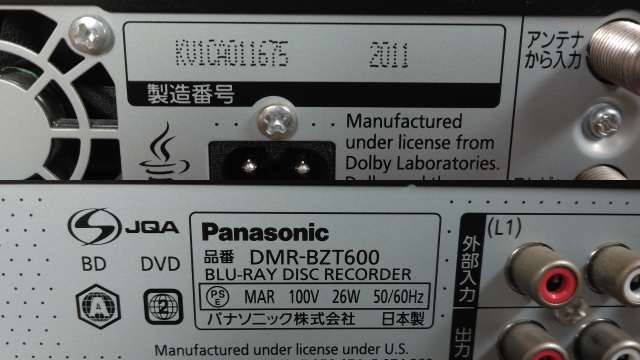 KV1CA011675 2011
製造番号
アンテナ
から入力
Manufactured
under license from
Dolby Laboratories.
JQA
BD DVD
A 2
Panasonic
品番 DMR-BZT600
BLU-RAY DISC RECORDER
PS E MAR 100V 26W 50/60Hz
パナソニック株式会社 日本製
(L1)
外部入力
出力
Manufactured under license under U.S.